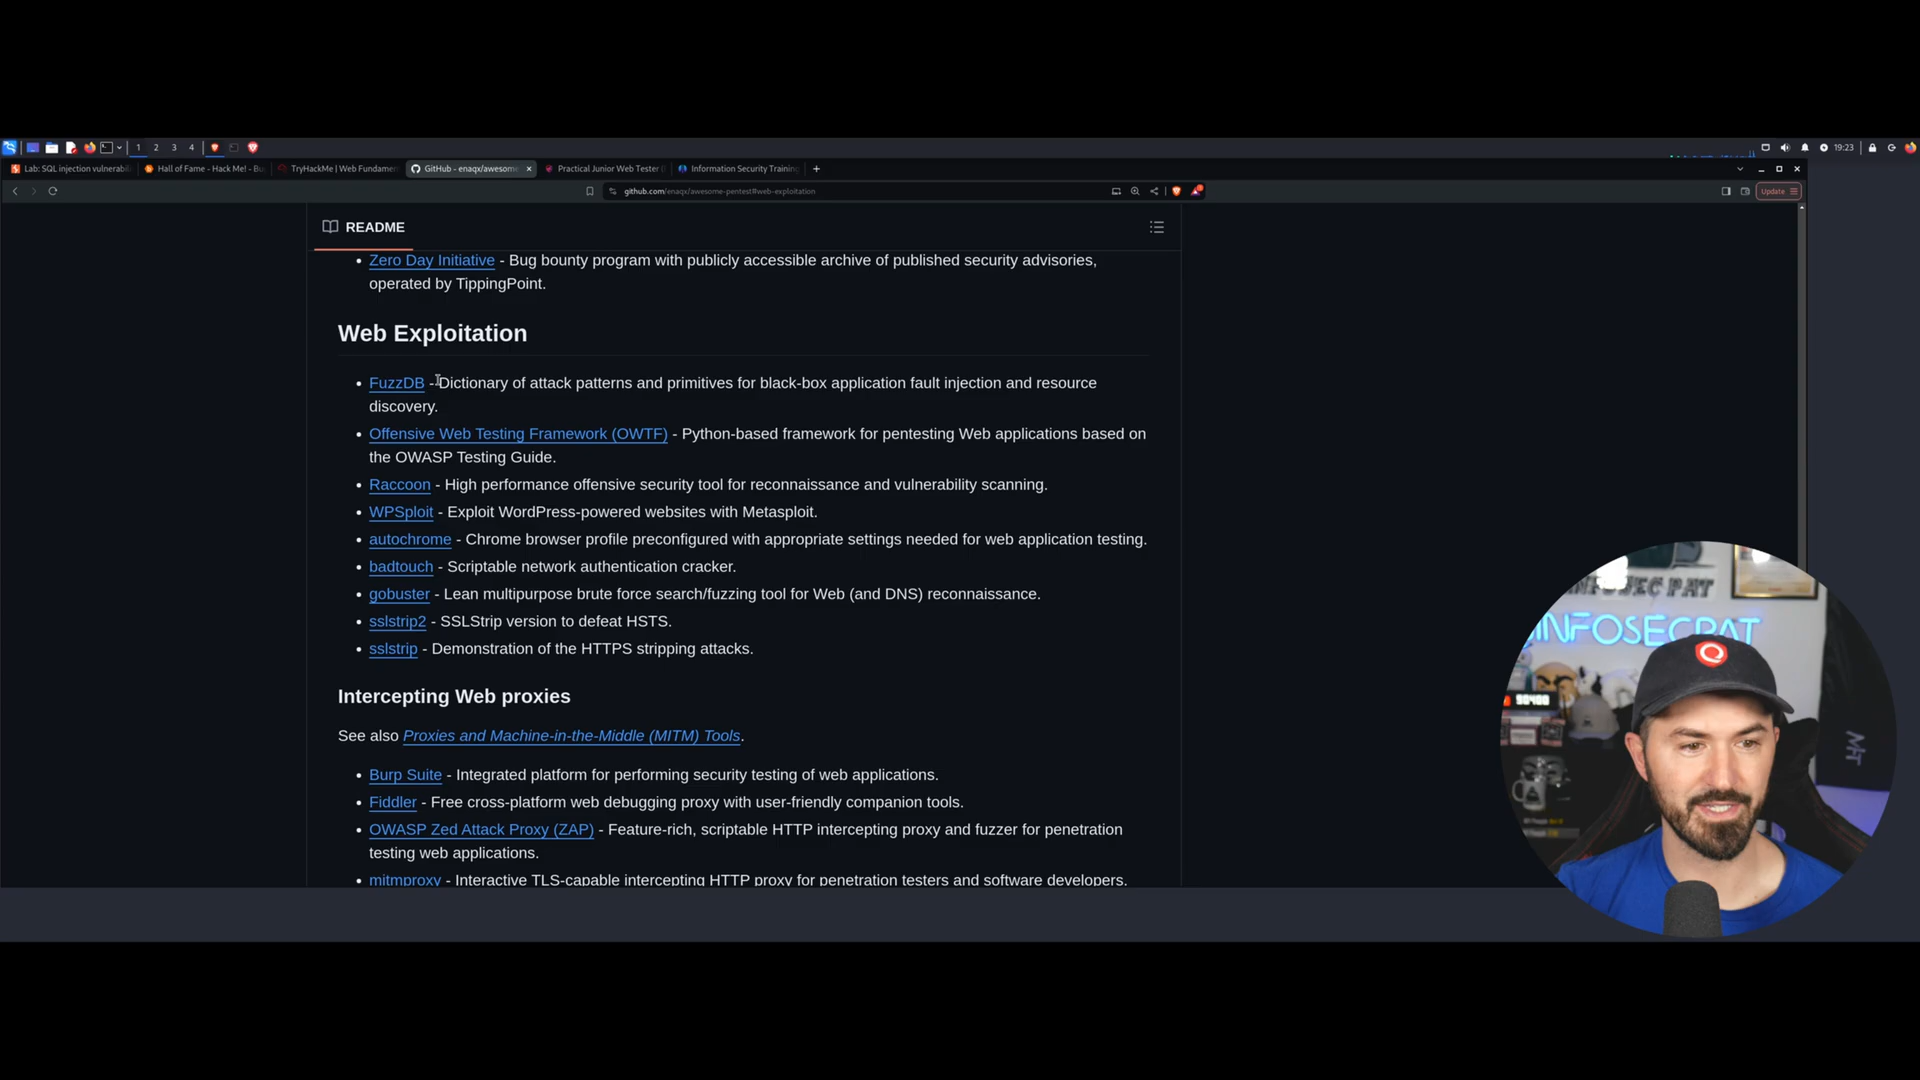 1 2 3 4 19:23
Lab: SQL injection vulnerabili Hall of Fame - Hack Me! - Bu TryHackMe | Web Fundame GitHub - enaqx/awesome Practical Junior Web Tester ( Information Security Training
github.com/enaqx/awesome-pentest#web-exploitation Update
README
• Zero Day Initiative - Bug bounty program with publicly accessible archive of published security advisories,
operated by TippingPoint.
Web Exploitation
• FuzzDB - Dictionary of attack patterns and primitives for black-box application fault injection and resource
discovery.
• Offensive Web Testing Framework (OWTF) - Python-based framework for pentesting Web applications based on
the OWASP Testing Guide.
• Raccoon - High performance offensive security tool for reconnaissance and vulnerability scanning.
• WPSploit - Exploit WordPress-powered websites with Metasploit.
• autochrome - Chrome browser profile preconfigured with appropriate settings needed for web application testing.
• badtouch - Scriptable network authentication cracker.
• gobuster - Lean multipurpose brute force search/fuzzing tool for Web (and DNS) reconnaissance.
• sslstrip2 - SSLStrip version to defeat HSTS.
• sslstrip - Demonstration of the HTTPS stripping attacks.
Intercepting Web proxies
See also Proxies and Machine-in-the-Middle (MITM) Tools.
• Burp Suite - Integrated platform for performing security testing of web applications.
• Fiddler - Free cross-platform web debugging proxy with user-friendly companion tools.
• OWASP Zed Attack Proxy (ZAP) - Feature-rich, scriptable HTTP intercepting proxy and fuzzer for penetration
testing web applications.
• mitmproxy - Interactive TLS-capable intercepting HTTP proxy for penetration testers and software developers.
INFOSEC PAT
INFOSECPAT